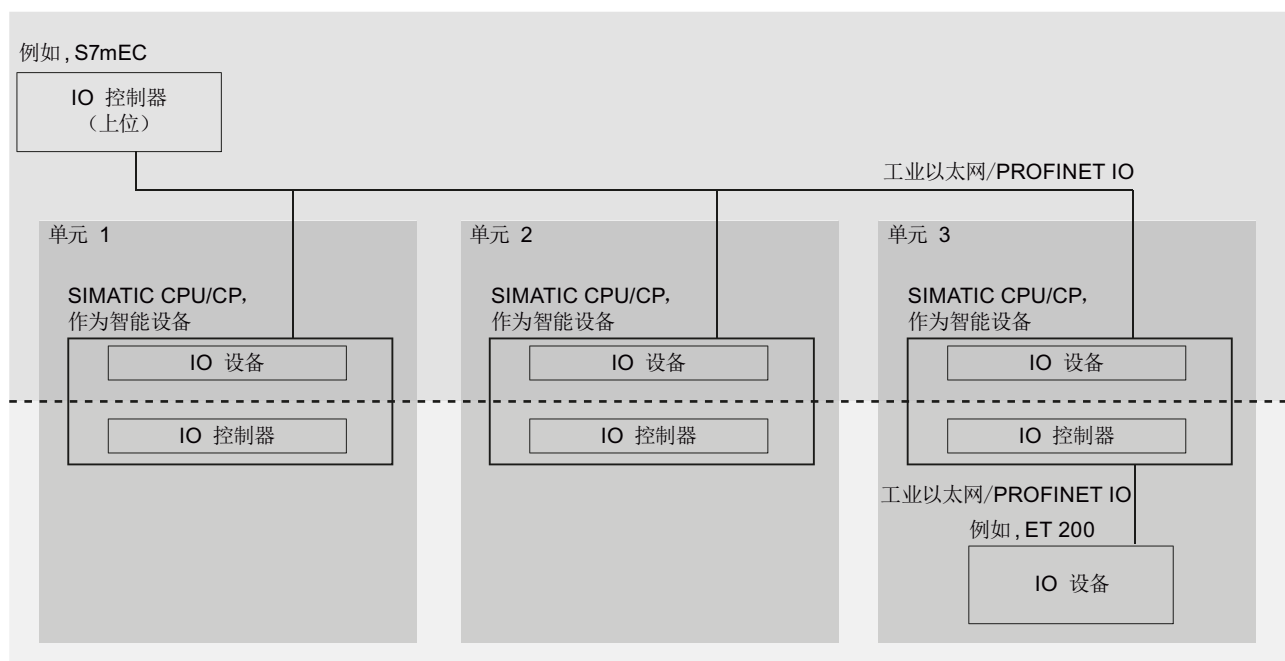 例如, S7mEC
IO 控制器
（上位）
工业以太网/PROFINET IO
单元 1
单元 2
单元 3
SIMATIC CPU/CP,
作为智能设备
SIMATIC CPU/CP,
作为智能设备
SIMATIC CPU/CP,
作为智能设备
IO 设备
IO 设备
IO 设备
IO 控制器
IO 控制器
IO 控制器
工业以太网/PROFINET IO
例如, ET 200
IO 设备